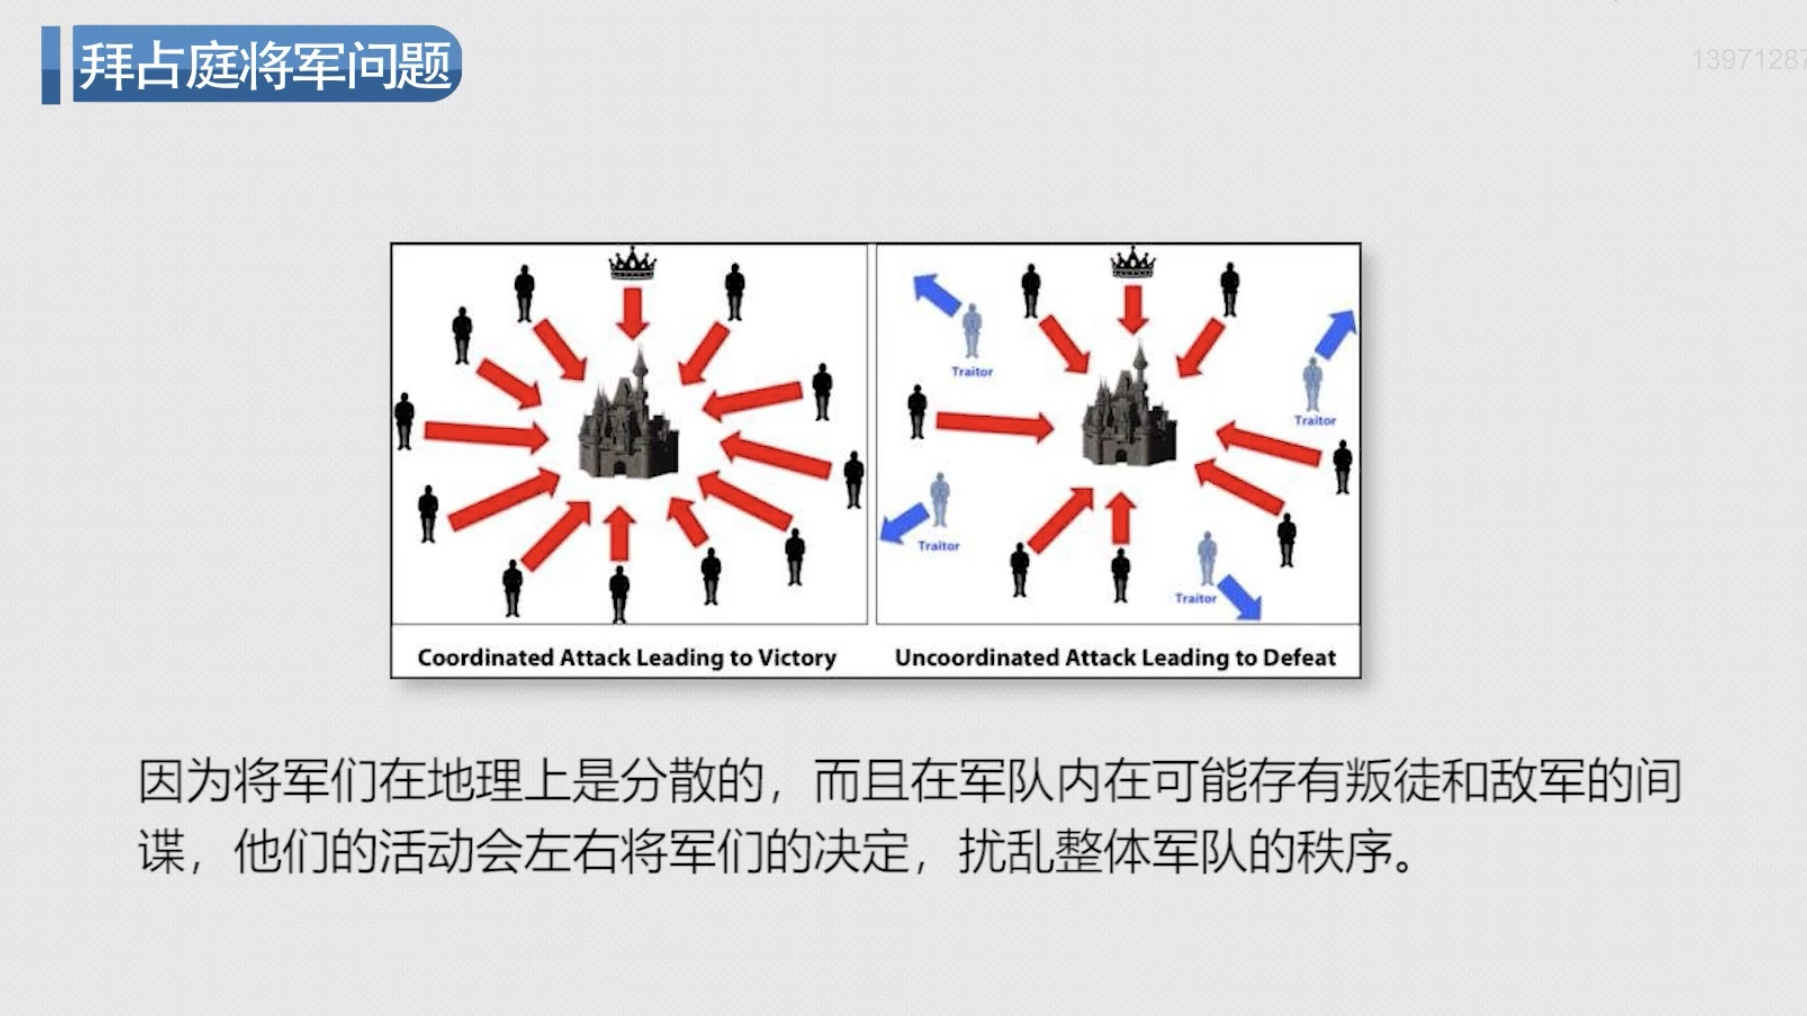 拜占庭将军问题
13971287
Traitor
Traitor
Traitor
Traitor
Coordinated Attack Leading to Victory
Uncoordinated Attack Leading to Defeat
因为将军们在地理上是分散的，而且在军队内在可能存有叛徒和敌军的间
谍，他们的活动会左右将军们的决定，扰乱整体军队的秩序。